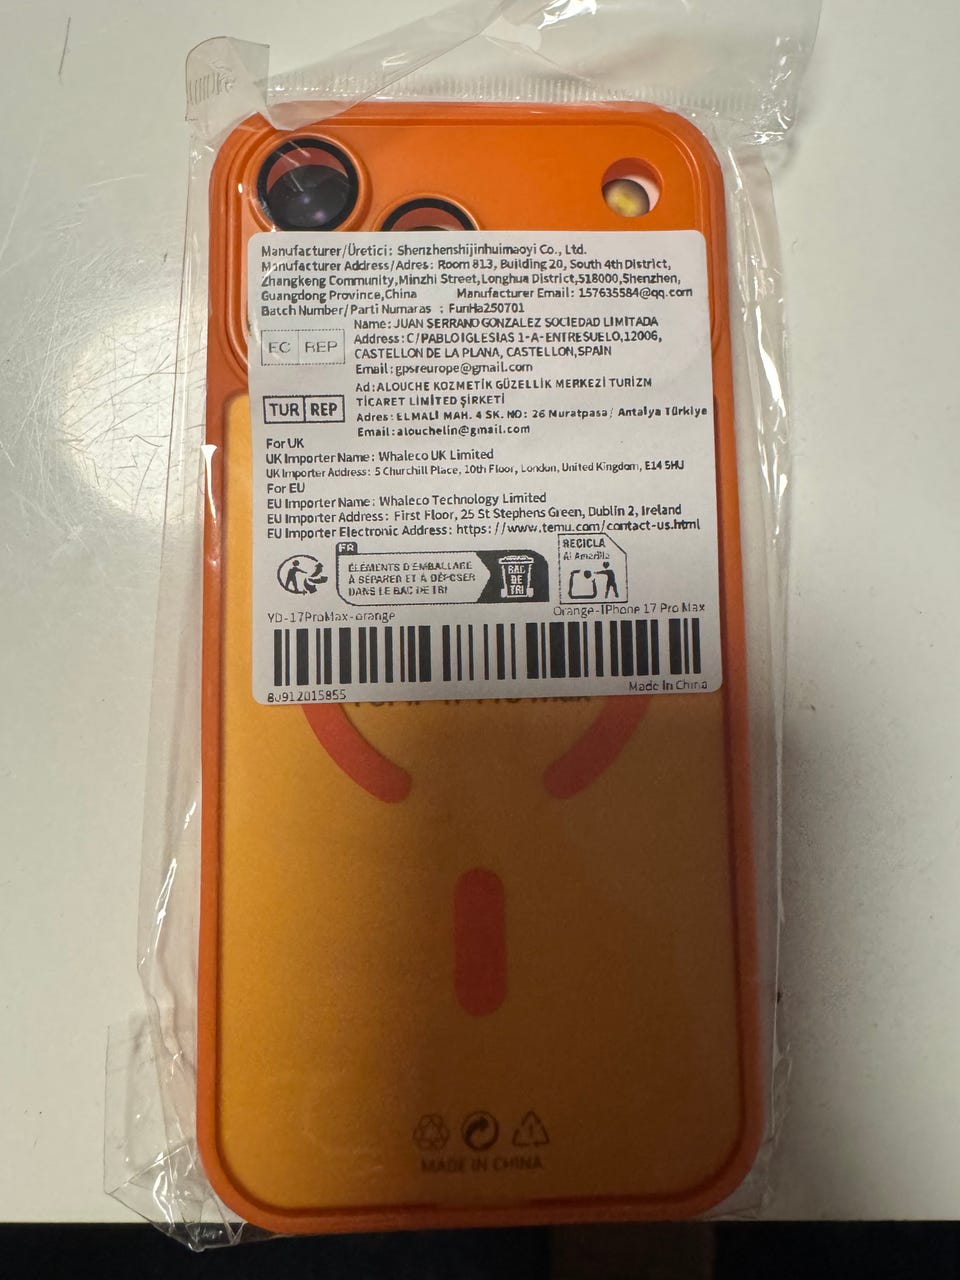 Manufacturer/Üretici: Shenzhenshijinhuimaoyi Co., Ltd.
Manufacturer Address/Adres: Room 813, Building 20, South 4th District,
Zhangkeng Community,Minzhi Street,Longhua District,518000,Shenzhen,
Guangdong Province,China Manufacturer Email: 157635584@qq.com
Batch Number/Parti Numaras : FunHa250701
EC REP
Name: JUAN SERRANO GONZALEZ SOCIEDAD LIMITADA
Address: C/PABLO IGLESIAS 1-A-ENTRESUELO,12006,
CASTELLON DE LA PLANA, CASTELLON,SPAIN
Email: gpsreurope@gmail.com
TUR REP
Ad: ALOUCHE KOZMETİK GÜZELLİK MERKEZİ TURİZM
TİCARET LİMİTED ŞİRKETİ
Adres: ELMALI MAH. 4 SK. NO: 26 Muratpasa/ Antalya Türkiye
Email: alouchelin@gmail.com
For UK
UK Importer Name: Whaleco UK Limited
UK Importer Address: 5 Churchill Place, 10th Floor, London, United Kingdom, E14 5HU
For EU
EU Importer Name: Whaleco Technology Limited
EU Importer Address: First Floor, 25 St Stephens Green, Dublin 2, Ireland
EU Importer Electronic Address: https://www.temu.com/contact-us.html
FR
ÉLÉMENTS D'EMBALLAGE
À SÉPARER ET À DÉPOSER
DANS LE BAC DE TRI
BAC
DE
TRI
RECICLA
Al Amarillo
YD-17ProMax-orange
Orange-IPhone 17 Pro Max
80912015855
Made In China
MADE IN CHINA